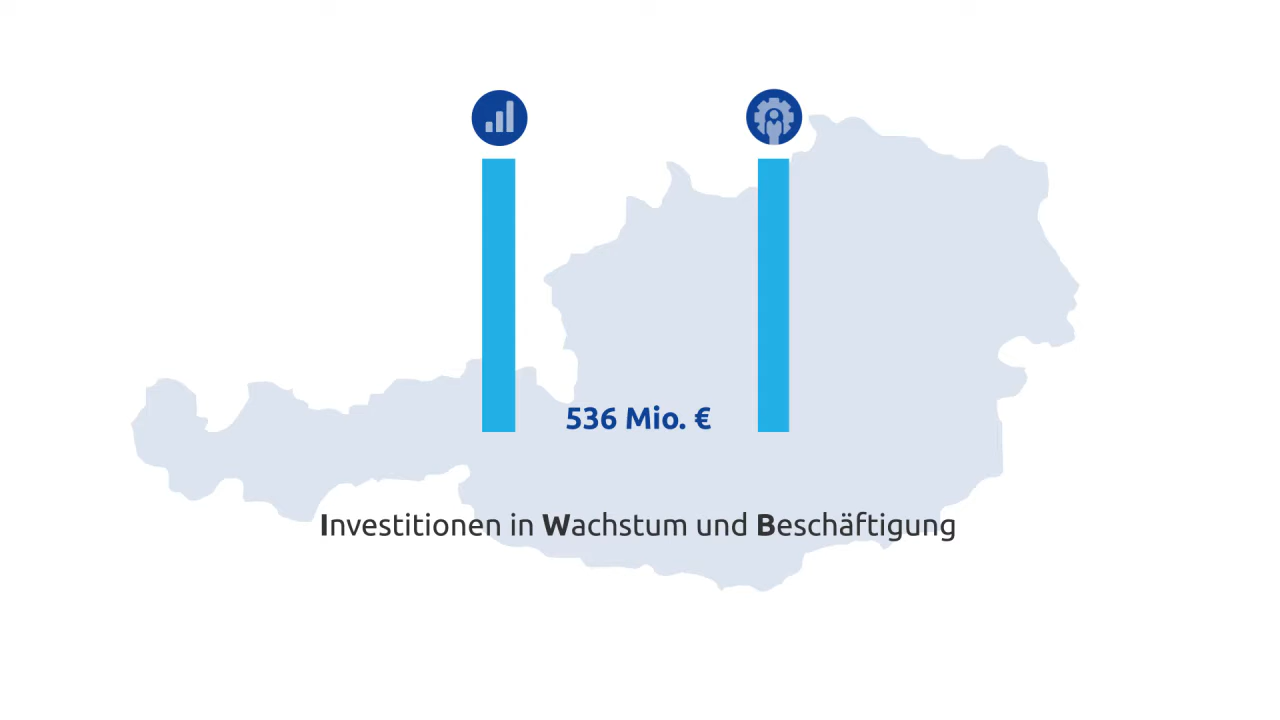 536 Mio. €
Investitionen in Wachstum und Beschäftigung